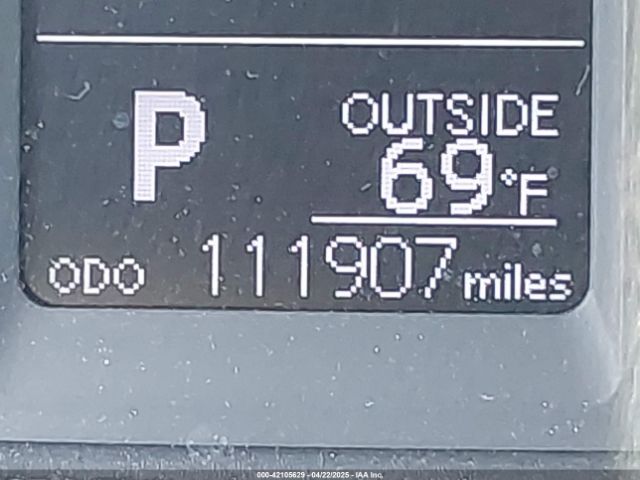 P
OUTSIDE
69°F
ODO 111907 miles
000-42105629 - 04/22/2025 - IAA Inc.